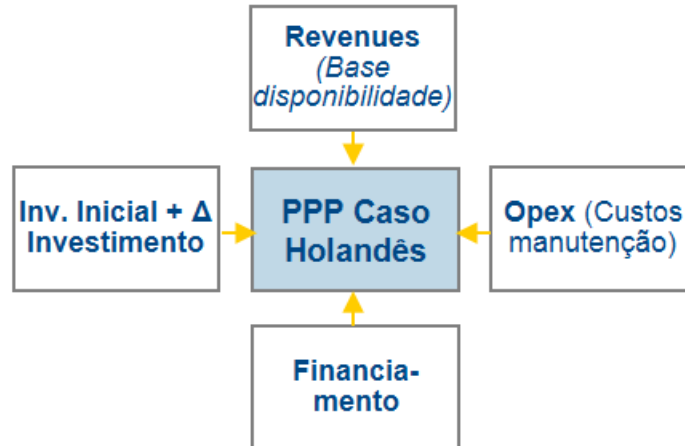 Revenues
(Base
disponibilidade)
Inv. Inicial + Δ
Investimento
PPP Caso
Holandês
Opex (Custos
manutenção)
Financia-
mento